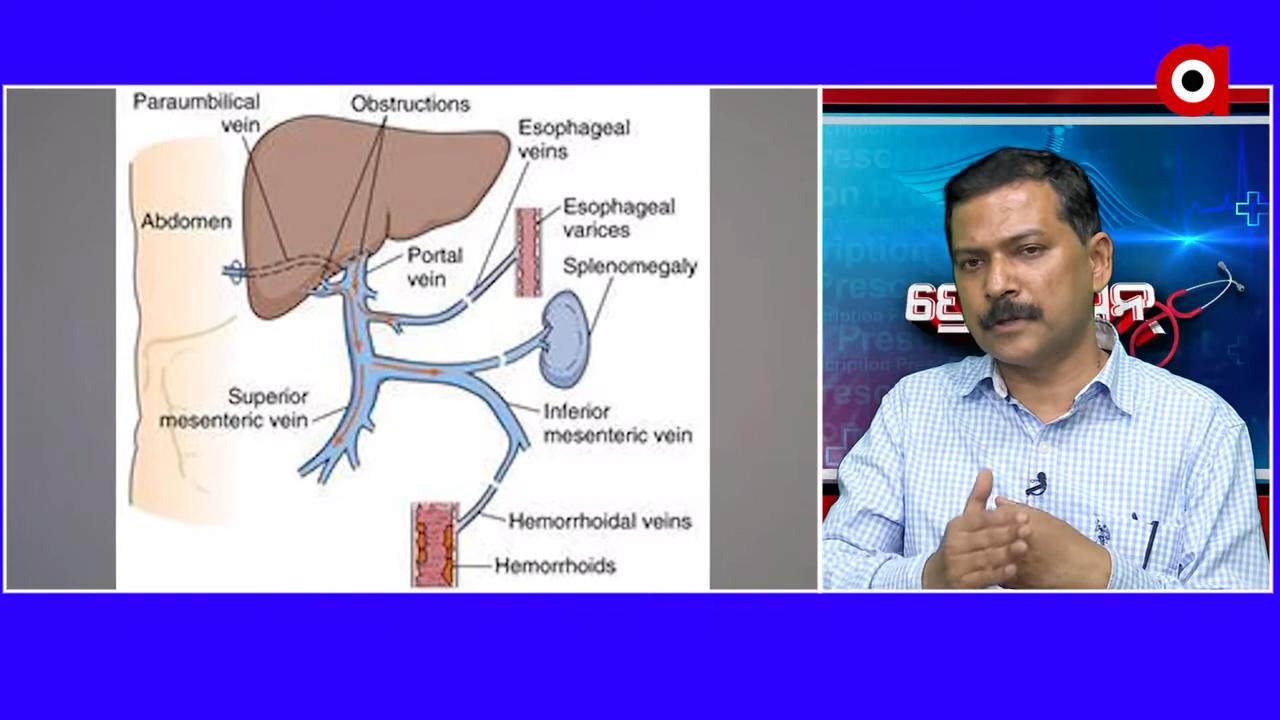 Paraumbilical
vein
Obstructions
Esophageal
veins
Abdomen
Esophageal
varices
Portal
vein
Splenomegaly
Superior
mesenteric vein
Inferior
mesenteric vein
Hemorrhoidal veins
Hemorrhoids
a